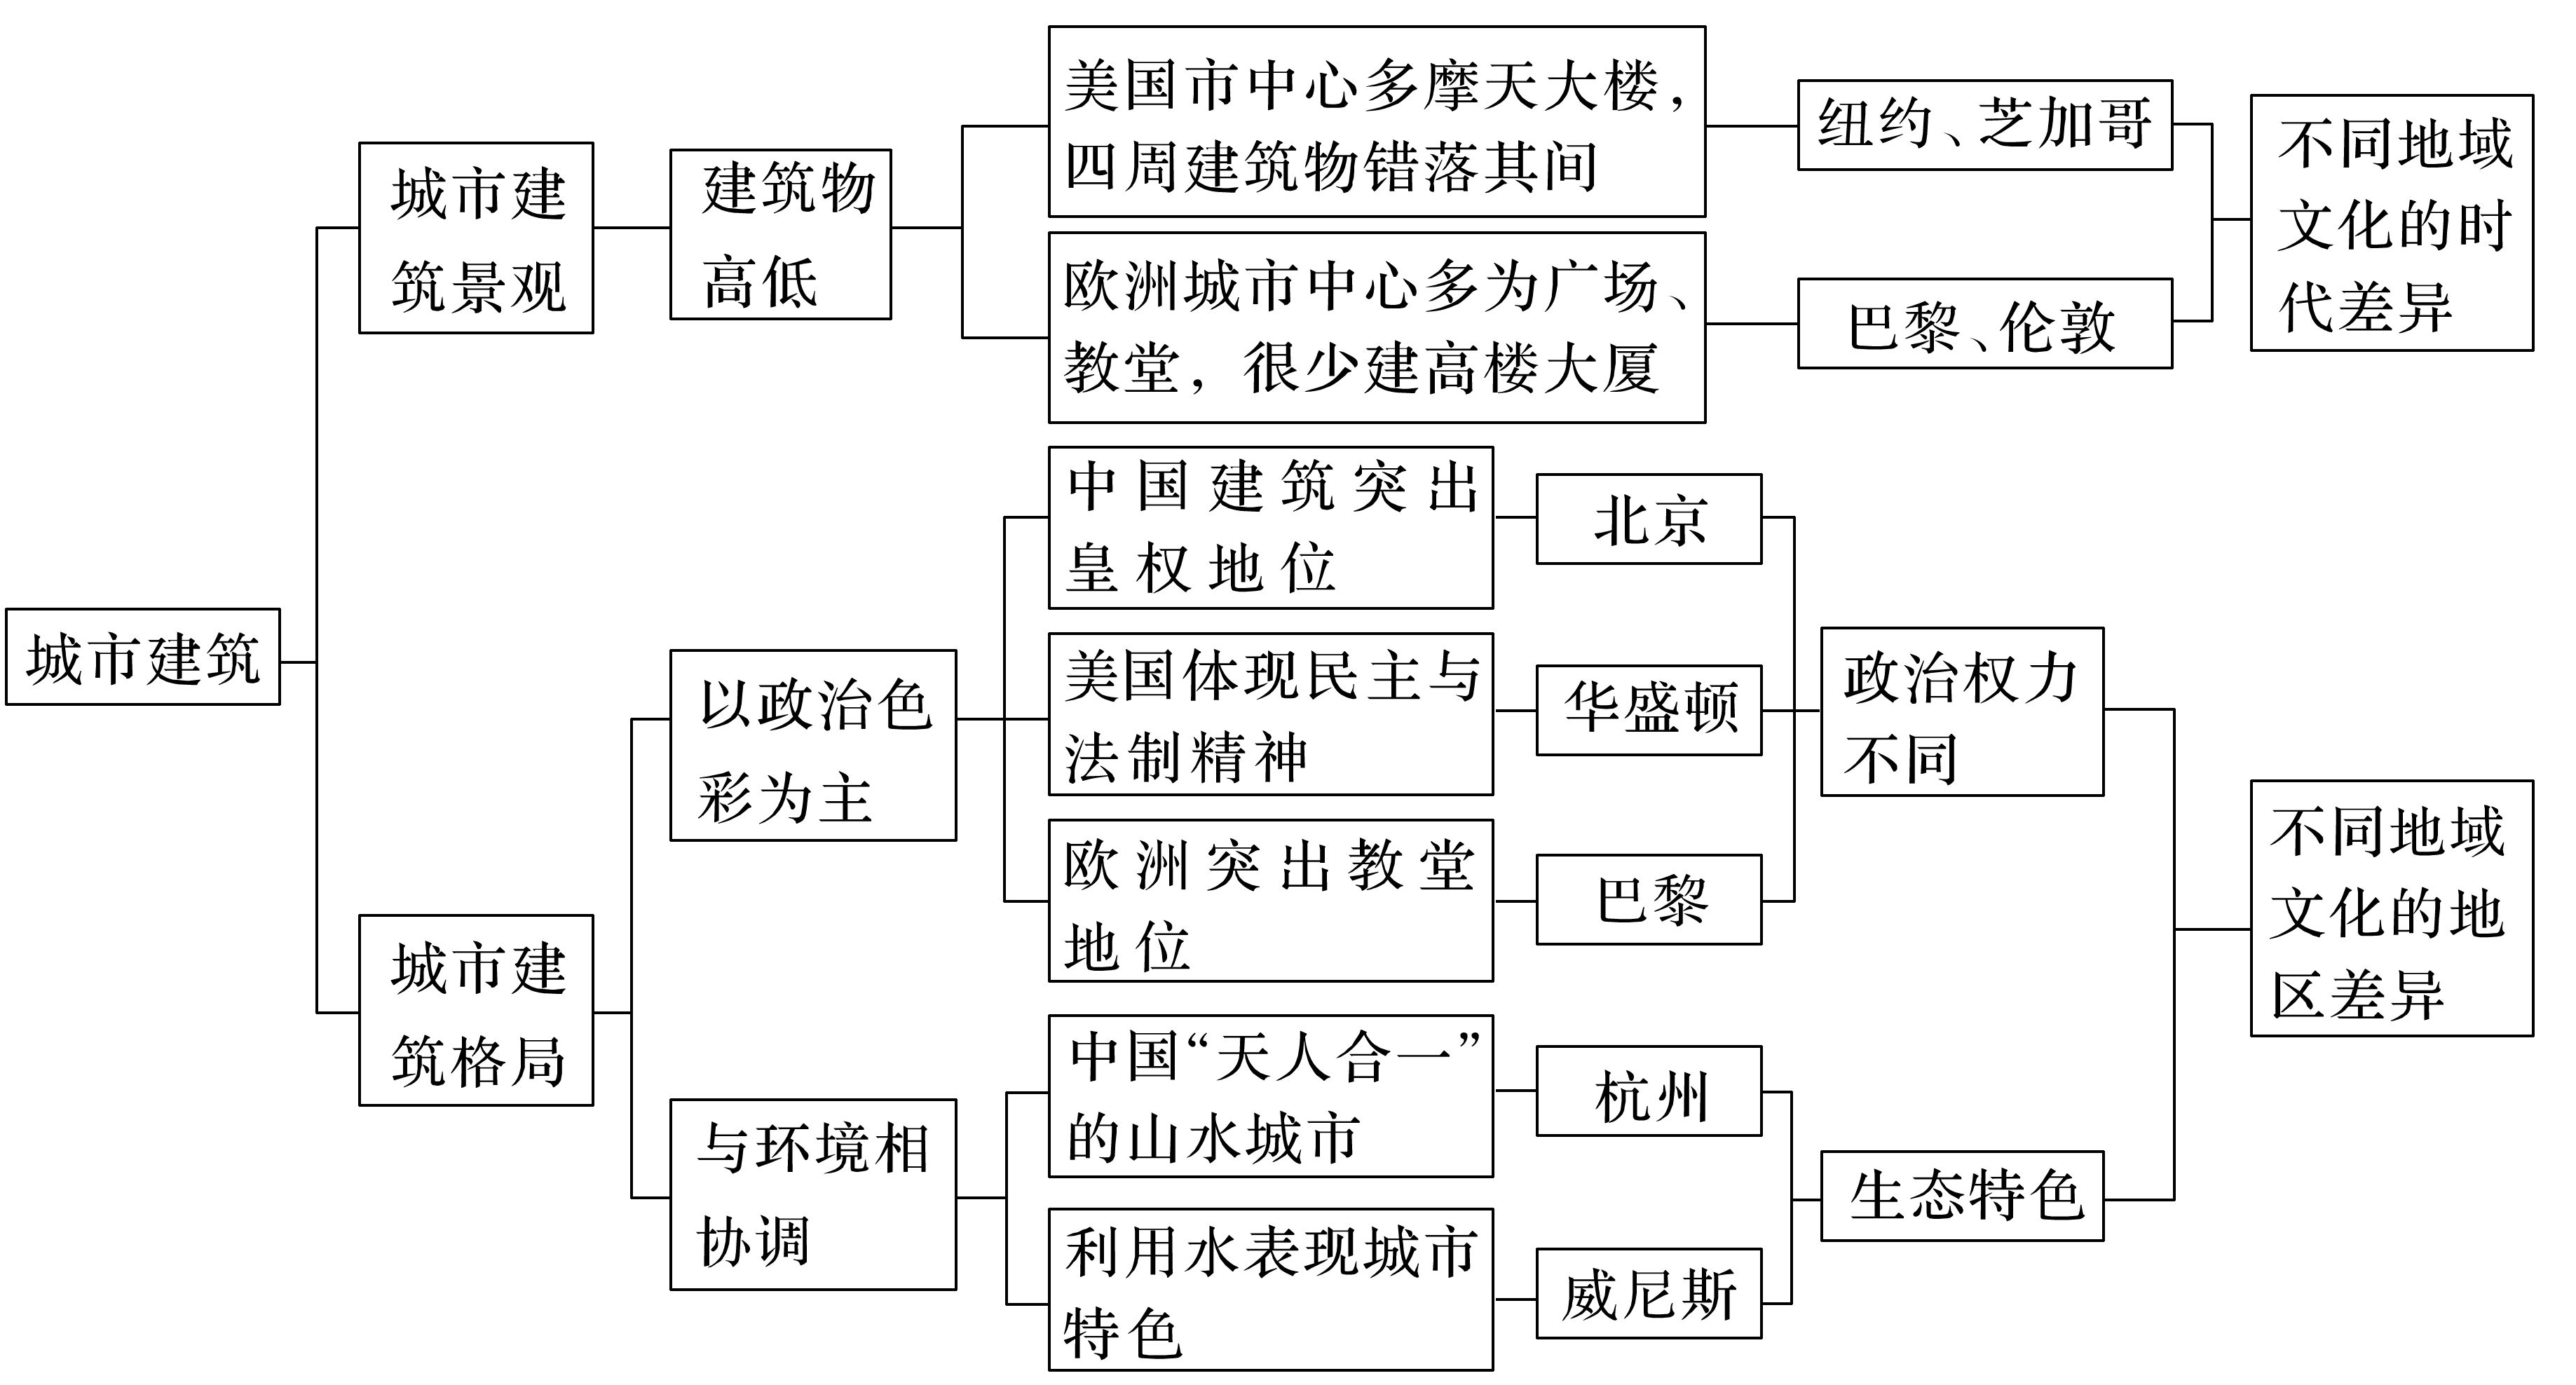 城市建筑
城市建
筑景观
建筑物
高低
美国市中心多摩天大楼，
四周建筑物错落其间
纽约、芝加哥
欧洲城市中心多为广场、
教堂，很少建高楼大厦
巴黎、伦敦
不同地域
文化的时
代差异
城市建
筑格局
以政治色
彩为主
中国建筑突出
皇权地位
北京
美国体现民主与
法制精神
华盛顿
欧洲突出教堂
地位
巴黎
政治权力
不同
与环境相
协调
中国“天人合一”
的山水城市
杭州
利用水表现城市
特色
威尼斯
生态特色
不同地域
文化的地
区差异